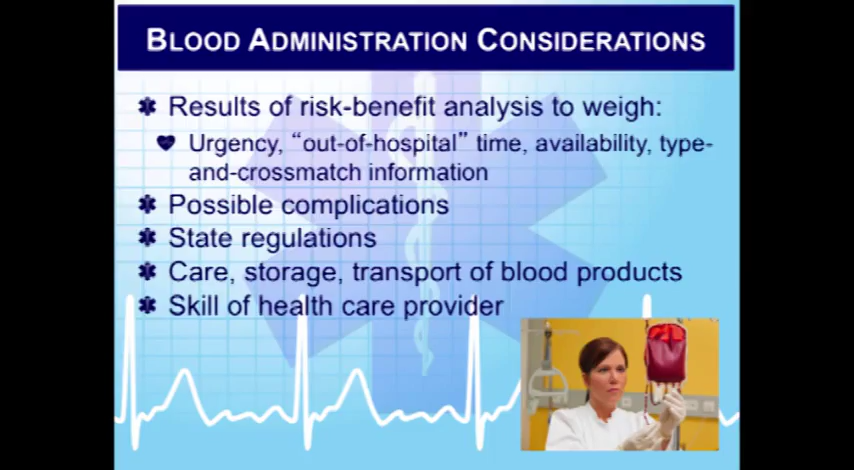 BLOOD ADMINISTRATION CONSIDERATIONS
Results of risk-benefit analysis to weigh:
Urgency, “out-of-hospital” time, availability, type-
and-crossmatch information
Possible complications
State regulations
Care, storage, transport of blood products
Skill of health care provider